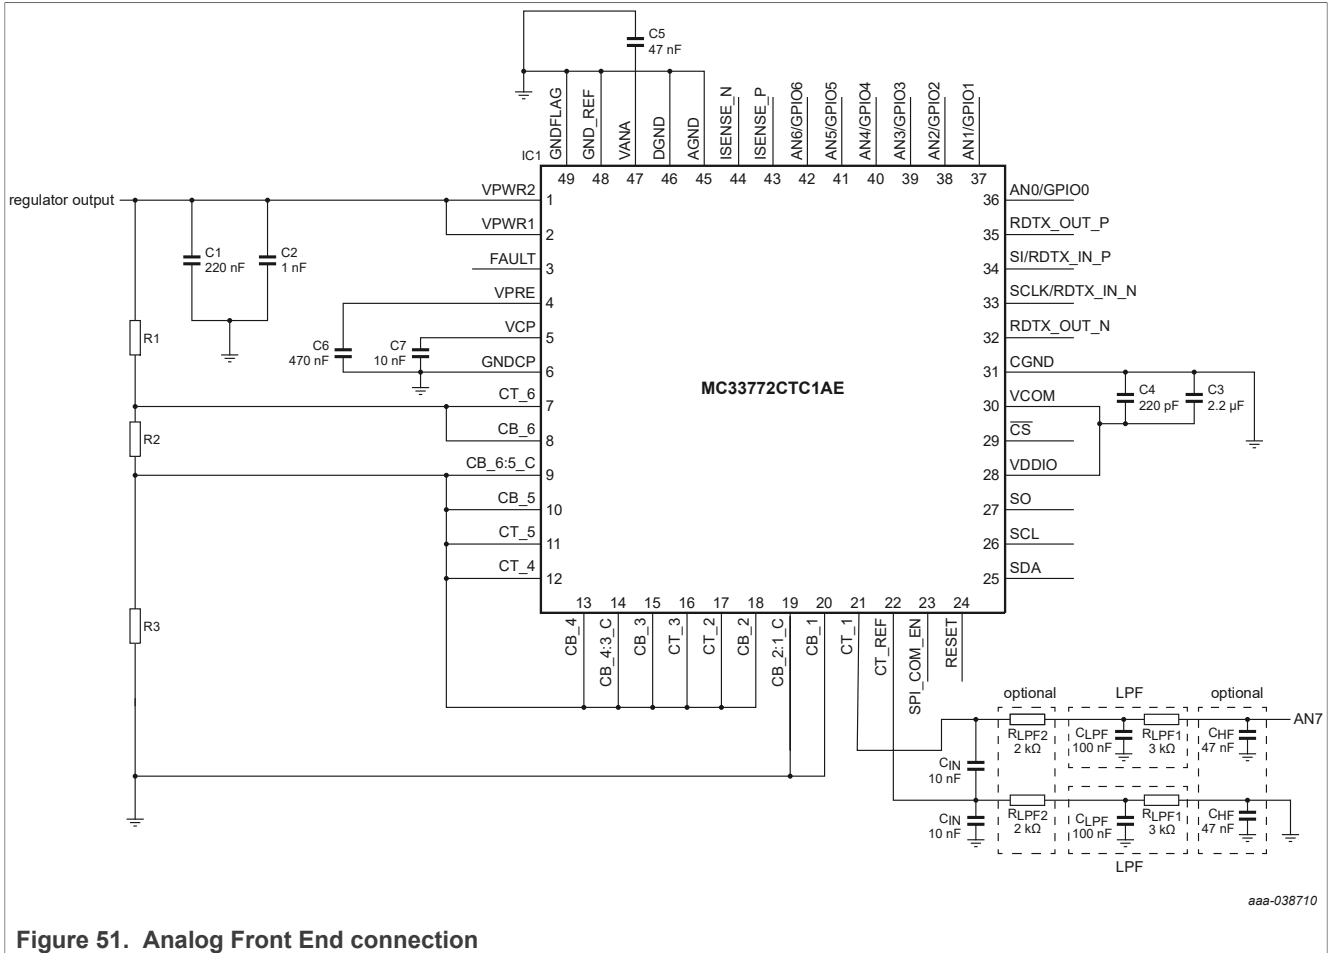 C5
47 nF
GNDFLAG
GND_REF
VANA
DGND
AGND
ISENSE_N
ISENSE_P
AN6/GPIO6
AN5/GPIO5
AN4/GPIO4
AN3/GPIO3
AN2/GPIO2
AN1/GPIO1
IC1
49 48 47 46 45 44 43 42 41 40 39 38 37
regulator output
VPWR2
1
VPWR1
2
FAULT
3
VPRE
4
VCP
5
GNDCP
6
CT_6
7
CB_6
8
CB_6:5_C
9
CB_5
10
CT_5
11
CT_4
12
C1
220 nF
C2
1 nF
C6
470 nF
C7
10 nF
R1
R2
R3
MC33772CTC1AE
36
AN0/GPIO0
35
RDTX_OUT_P
34
SI/RDTX_IN_P
33
SCLK/RDTX_IN_N
32
RDTX_OUT_N
31
CGND
30
VCOM
29
CS
28
VDDIO
27
SO
26
SCL
25
SDA
C4
220 pF
C3
2.2 µF
13 14 15 16 17 18 19 20 21 22 23 24
CB_4
CB_4:3_C
CB_3
CT_3
CT_2
CB_2
CB_2:1_C
CB_1
CT_1
CT_REF
SPI_COM_EN
RESET
optional
LPF
optional
AN7
RLPF2
2 kΩ
CLPF
100 nF
RLPF1
3 kΩ
CHF
47 nF
CIN
10 nF
CIN
10 nF
RLPF2
2 kΩ
CLPF
100 nF
RLPF1
3 kΩ
CHF
47 nF
LPF
aaa-038710
Figure 51. Analog Front End connection